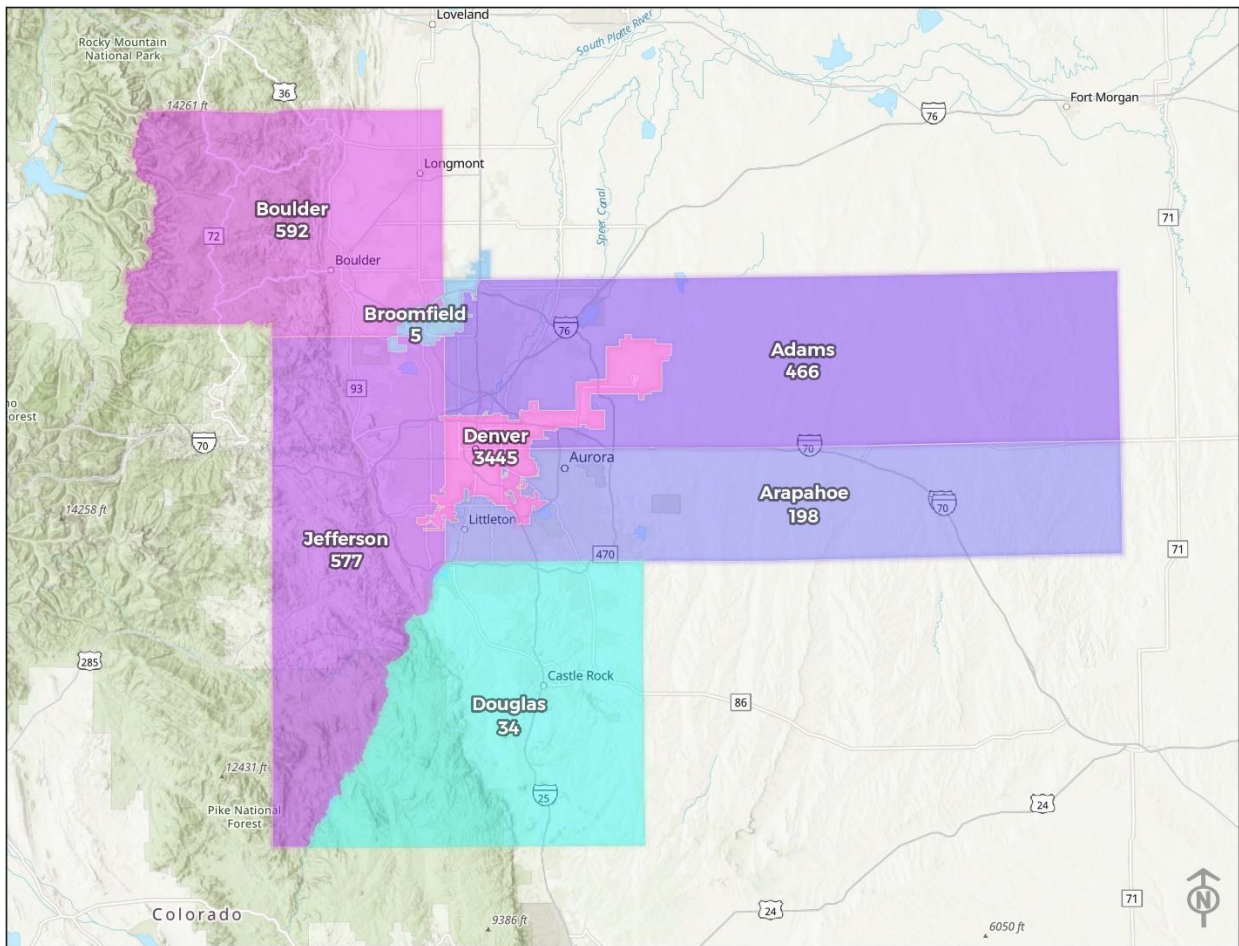 Loveland
Rocky Mountain
National Park
South Platte River
14261 ft
36
Fort Morgan
76
Longmont
Speer Canal
Boulder
592
71
72
Boulder
Broomfield
5
76
Adams
466
93
orest
70
Denver
3445
70
Aurora
Arapahoe
198
70
14258 ft
Littleton
Jefferson
577
470
71
285
Castle Rock
Douglas
34
86
12431 ft
25
24
Pike National
Forest
Colorado
9386 ft
24
71
6050 ft
N